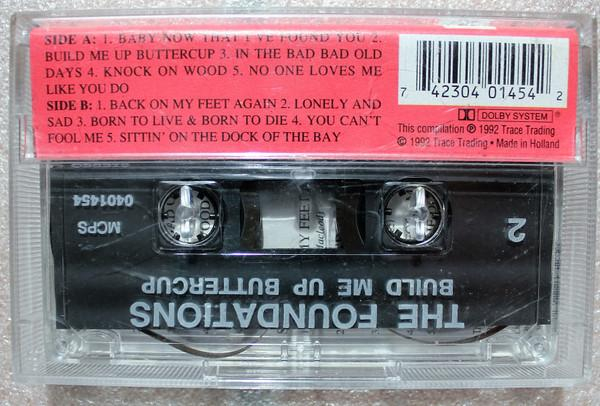 SIDE A: 1. BABY NOW THAT I'VE FOUND YOU 2.
BUILD ME UP BUTTERCUP 3. IN THE BAD BAD OLD
DAYS 4. KNOCK ON WOOD 5. NO ONE LOVES ME
LIKE YOU DO
SIDE B: 1. BACK ON MY FEET AGAIN 2. LONELY AND
SAD 3. BORN TO LIVE & BORN TO DIE 4. YOU CAN'T
FOOL ME 5. SITTIN' ON THE DOCK OF THE BAY
7 42304 01454 2
DOLBY SYSTEM ®
This compilation ℗ 1992 Trace Trading
© 1992 Trace Trading • Made in Holland
THE FOUNDATIONS
BUILD ME UP BUTTERCUP
2
MCPS
0401454
MY FEET